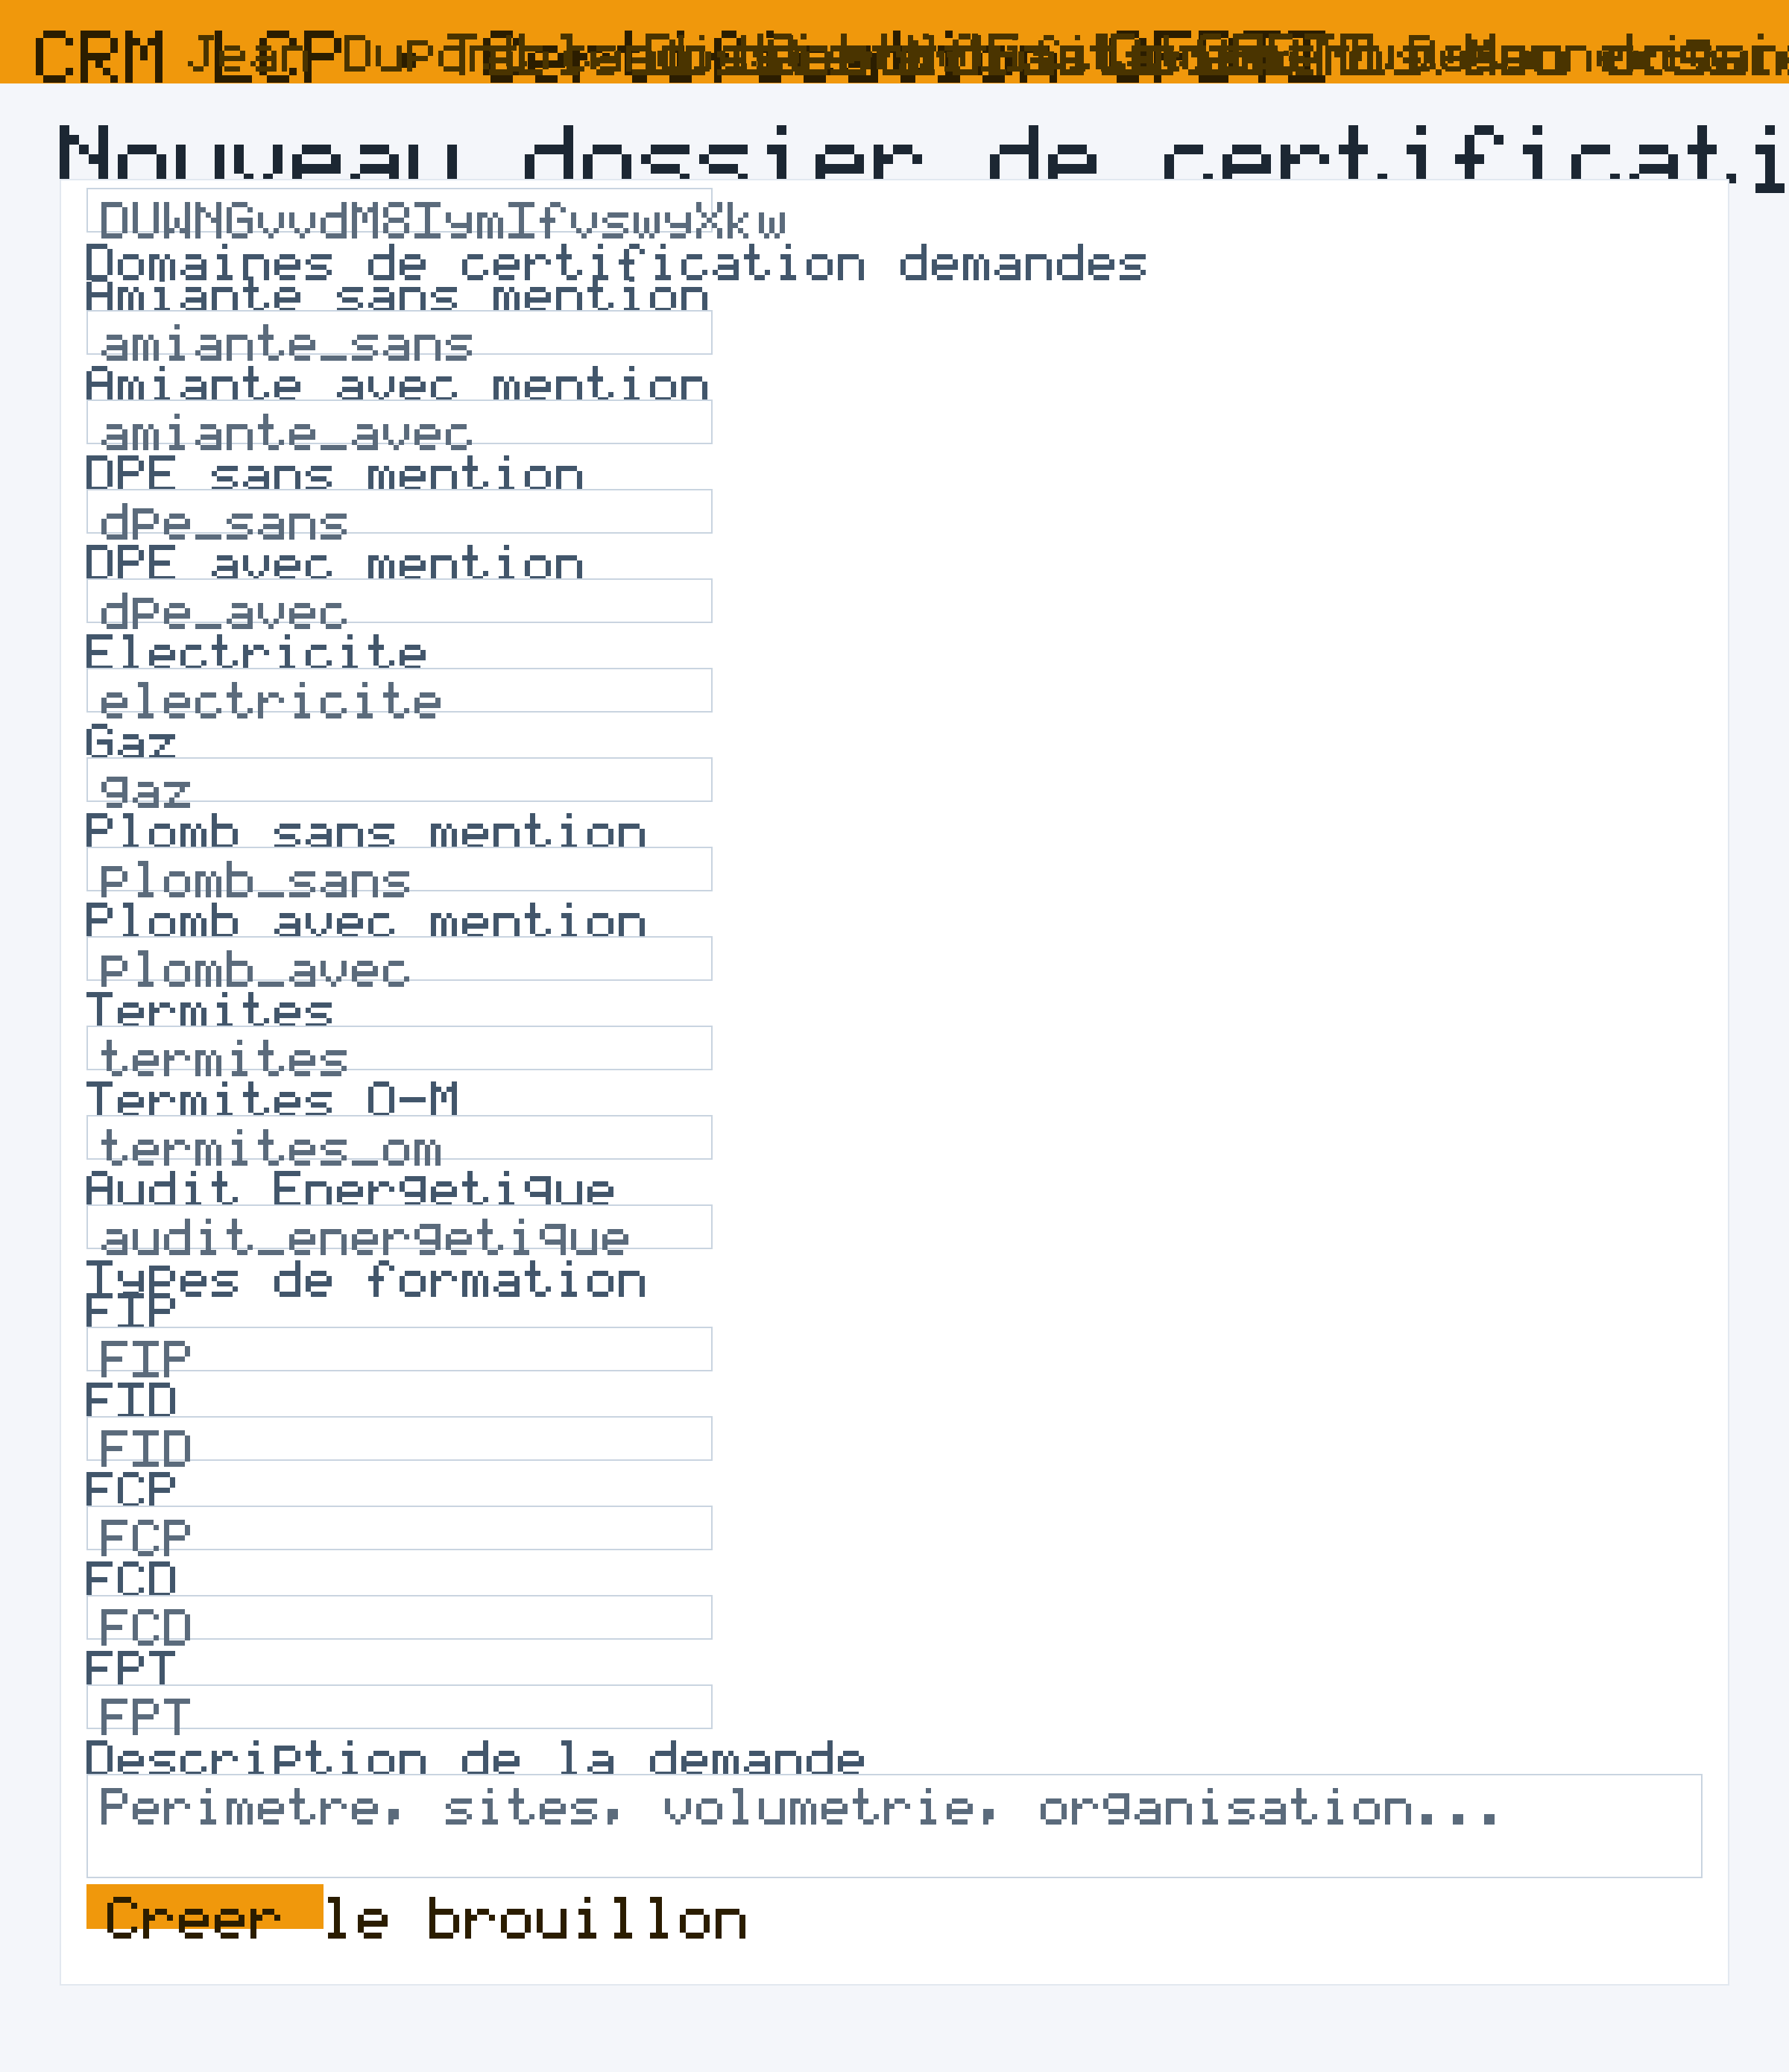 CRM LCP
Jean
Nouveau dossier de
DUWNGvvdM8IymIfvswyXkw
Domaines de certification demandes
Amiante sans mention
amiante_sans
Amiante avec mention
amiante_avec
DPE sans mention
dpe_sans
DPE avec mention
dpe_avec
Electricite
electricite
Gaz
gaz
Plomb sans mention
plomb_sans
Plomb avec mention
plomb_avec
Termites
termites
Termites O-M
termites_om
Audit Energetique
audit_energetique
Types de formation
FIP
FIP
FID
FID
FCP
FCP
FCD
FCD
FPT
FPT
Description de la demande
Perimetre, sites, volumetrie, organisation...
Creer le brouillon